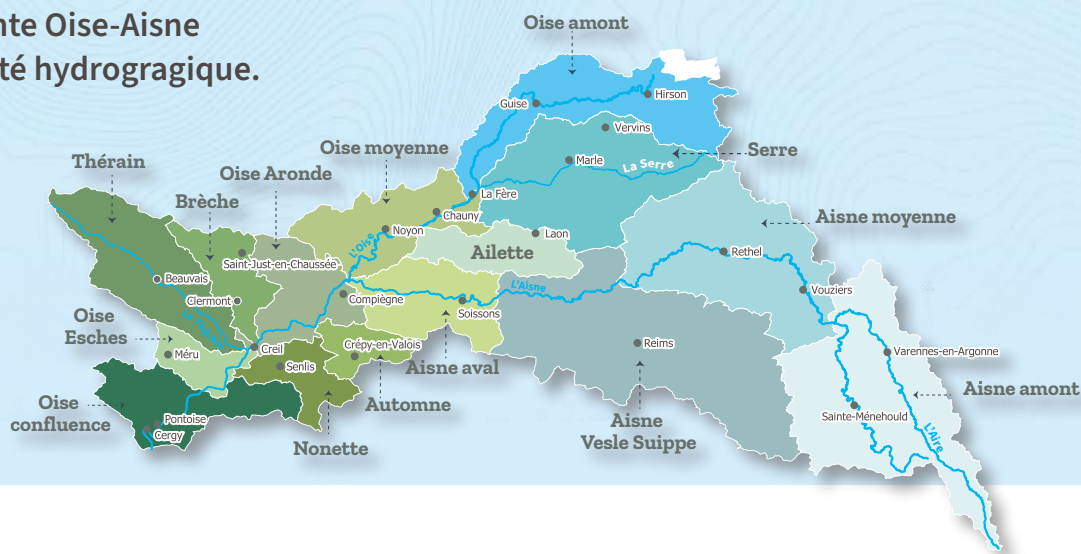 nte Oise-Aisne
té hydrogragique.
Oise amont
Guise
Hirson
Vervins
Serre
Marle
La Serre
Thérain
Oise moyenne
Oise Aronde
Brèche
La Fère
Chauny
Noyon
L'Oise
Laon
Ailette
Aisne moyenne
Rethel
Saint-Just-en-Chaussée
Beauvais
Clermont
Compiègne
L'Aisne
Soissons
Vouziers
Oise
Esches
Méru
Creil
Senlis
Crépy-en-Valois
Aisne aval
Reims
Varennes-en-Argonne
Aisne amont
Oise
confluence
Pontoise
Cergy
Automne
Nonette
Aisne
Vesle Suippe
Sainte-Ménehould
L'Aire